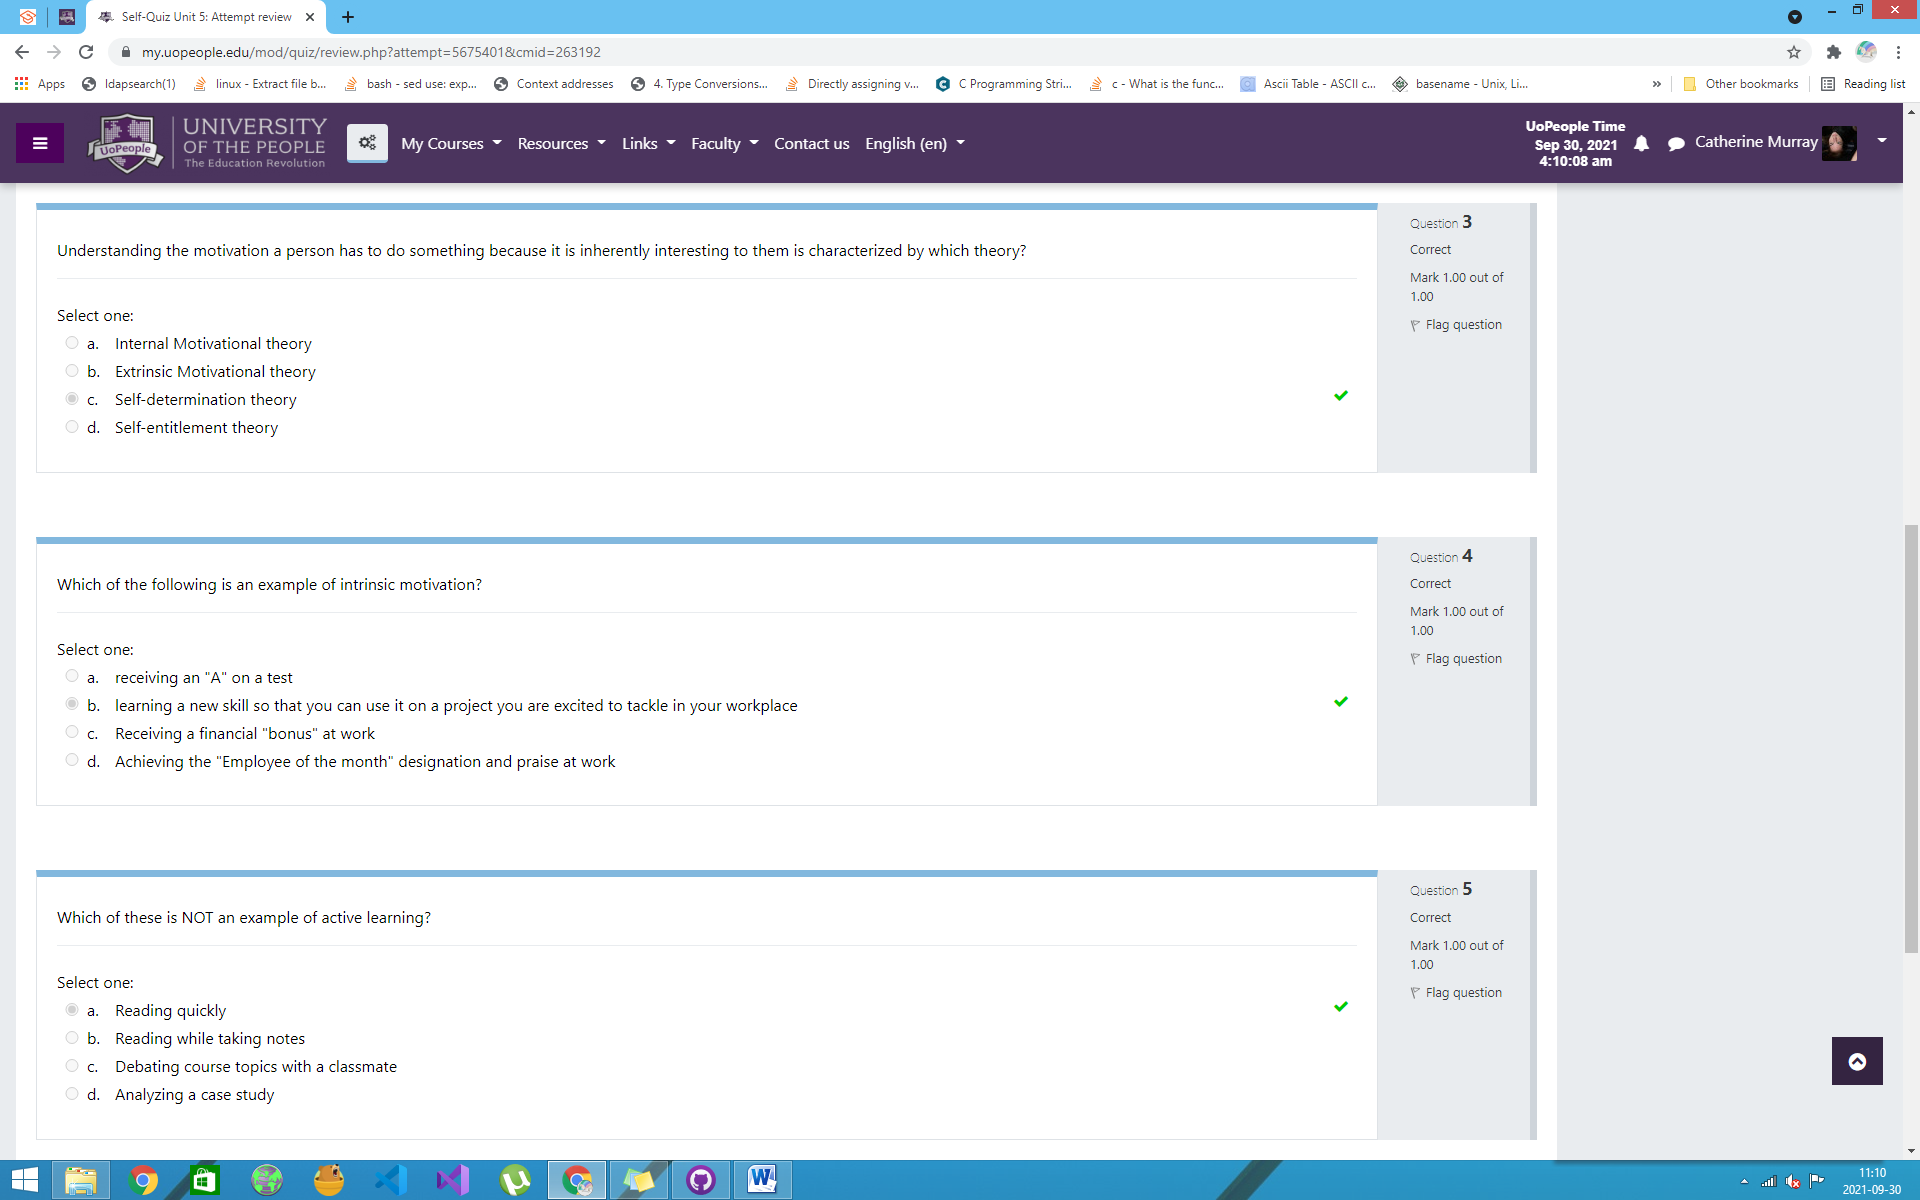 Self-Quiz Unit 5: Attempt review
my.uopeople.edu/mod/quiz/review.php?attempt=5675401&cmid=263192
Apps ldapsearch(1) linux - Extract file b... bash - sed use: exp... Context addresses 4. Type Conversions... Directly assigning v... C Programming Stri... c - What is the func... Ascii Table - ASCII c... basename - Unix, Li... » Other bookmarks Reading list
UoPeople
UNIVERSITY
OF THE PEOPLE
The Education Revolution
My Courses Resources Links Faculty Contact us English (en)
UoPeople Time
Sep 30, 2021
4:10:08 am
Catherine Murray
Question 3
Correct
Mark 1.00 out of
1.00
Flag question
Understanding the motivation a person has to do something because it is inherently interesting to them is characterized by which theory?
Select one:
a. Internal Motivational theory
b. Extrinsic Motivational theory
c. Self-determination theory
d. Self-entitlement theory
Question 4
Correct
Mark 1.00 out of
1.00
Flag question
Which of the following is an example of intrinsic motivation?
Select one:
a. receiving an "A" on a test
b. learning a new skill so that you can use it on a project you are excited to tackle in your workplace
c. Receiving a financial "bonus" at work
d. Achieving the "Employee of the month" designation and praise at work
Question 5
Correct
Mark 1.00 out of
1.00
Flag question
Which of these is NOT an example of active learning?
Select one:
a. Reading quickly
b. Reading while taking notes
c. Debating course topics with a classmate
d. Analyzing a case study
11:10
2021-09-30